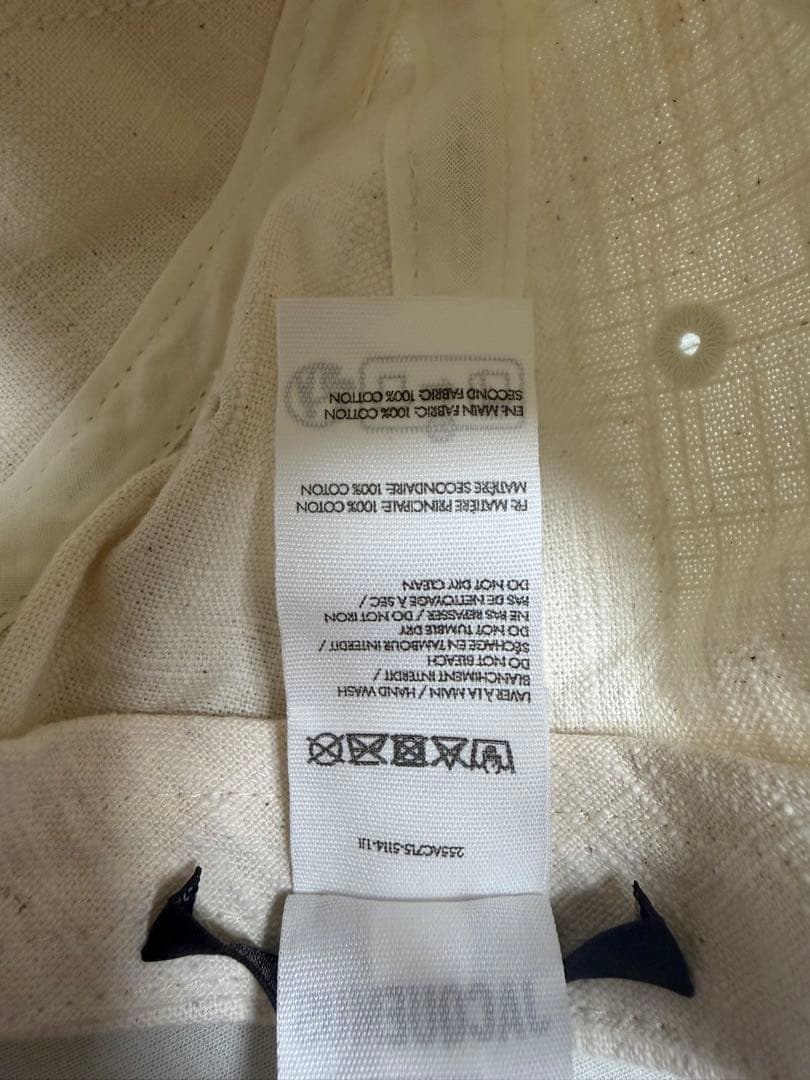 255AC715-5114-111
LAVER À LA MAIN / HAND WASH
BLANCHIMENT INTERDIT /
DO NOT BLEACH
SÉCHAGE EN TAMBOUR INTERDIT /
DO NOT TUMBLE DRY
NE PAS REPASSER / DO NOT IRON
PAS DE NETTOYAGE À SEC /
DO NOT DRY CLEAN
FR: MATIÈRE PRINCIPALE: 100% COTON
MATIÈRE SECONDAIRE: 100% COTON
EN: MAIN FABRIC: 100% COTTON
SECOND FABRIC: 100% COTTON